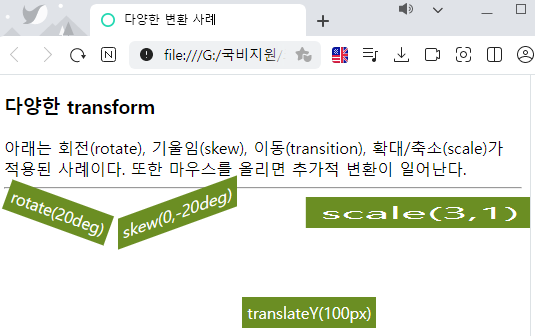 다양한 변환 사례
file:///G:/국비지원/
다양한 transform
아래는 회전(rotate), 기울임(skew), 이동(transition), 확대/축소(scale)가
적용된 사례이다. 또한 마우스를 올리면 추가적 변환이 일어난다.
rotate(20deg)
skew(0,-20deg)
scale(3,1)
translateY(100px)